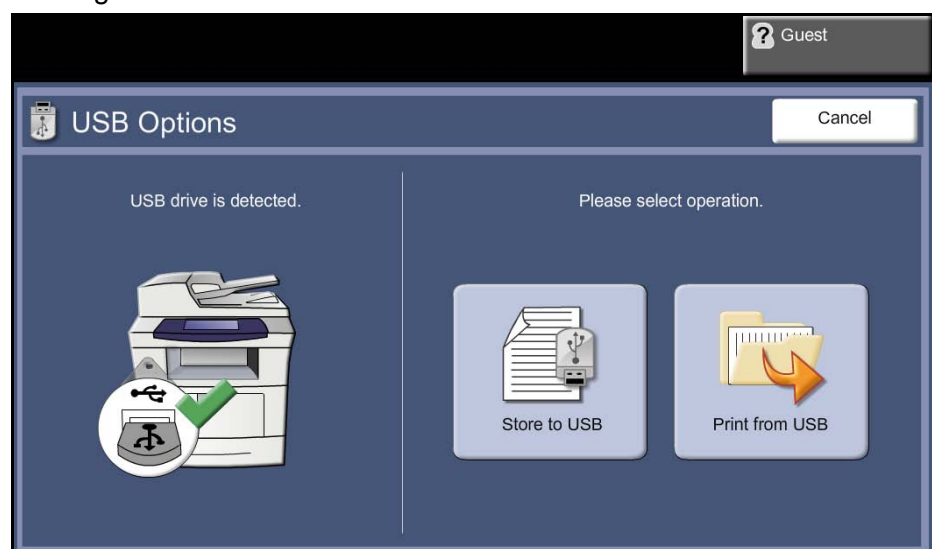 Guest
USB Options
Cancel
USB drive is detected.
Please select operation.
Store to USB
Print from USB